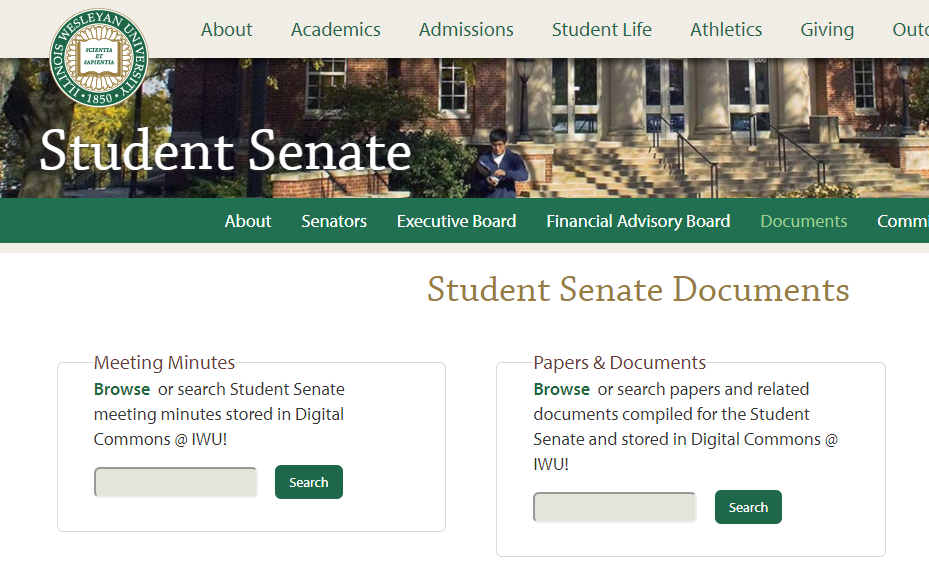 ILLINOIS WESLEYAN UNIVERSITY
SCIENTIA
ET
SAPIENTIA
• 1850 •
About Academics Admissions Student Life Athletics Giving
Student Senate
About Senators Executive Board Financial Advisory Board Documents
Student Senate Documents
Meeting Minutes
Browse or search Student Senate
meeting minutes stored in Digital
Commons @ IWU!
Search
Papers & Documents
Browse or search papers and related
documents compiled for the Student
Senate and stored in Digital Commons @
IWU!
Search